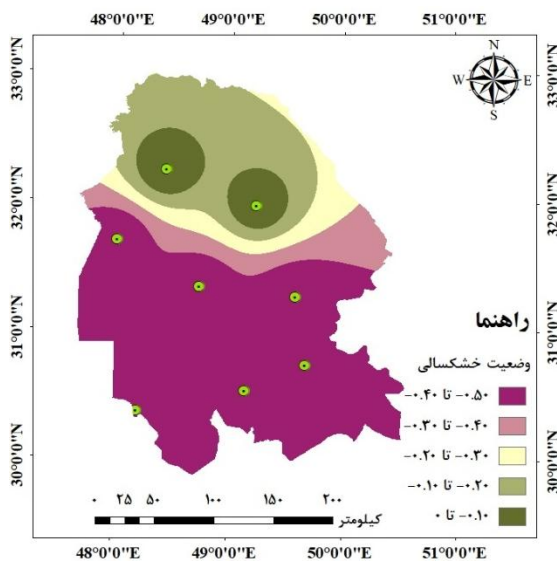 48°0'0"E 49°0'0"E 50°0'0"E 51°0'0"E
33°0'0"N 33°0'0"N
N
W E
S
32°0'0"N 32°0'0"N
31°0'0"N 31°0'0"N
30°0'0"N 30°0'0"N
راهنما
وضعیت خشکسالی
-۰.۴۰ تا -۰.۵۰
-۰.۳۰ تا -۰.۴۰
-۰.۲۰ تا -۰.۳۰
-۰.۱۰ تا -۰.۲۰
۰ تا -۰.۱۰
۰ ۲۵ ۵۰ ۱۰۰ ۱۵۰ ۲۰۰
کیلومتر
48°0'0"E 49°0'0"E 50°0'0"E 51°0'0"E